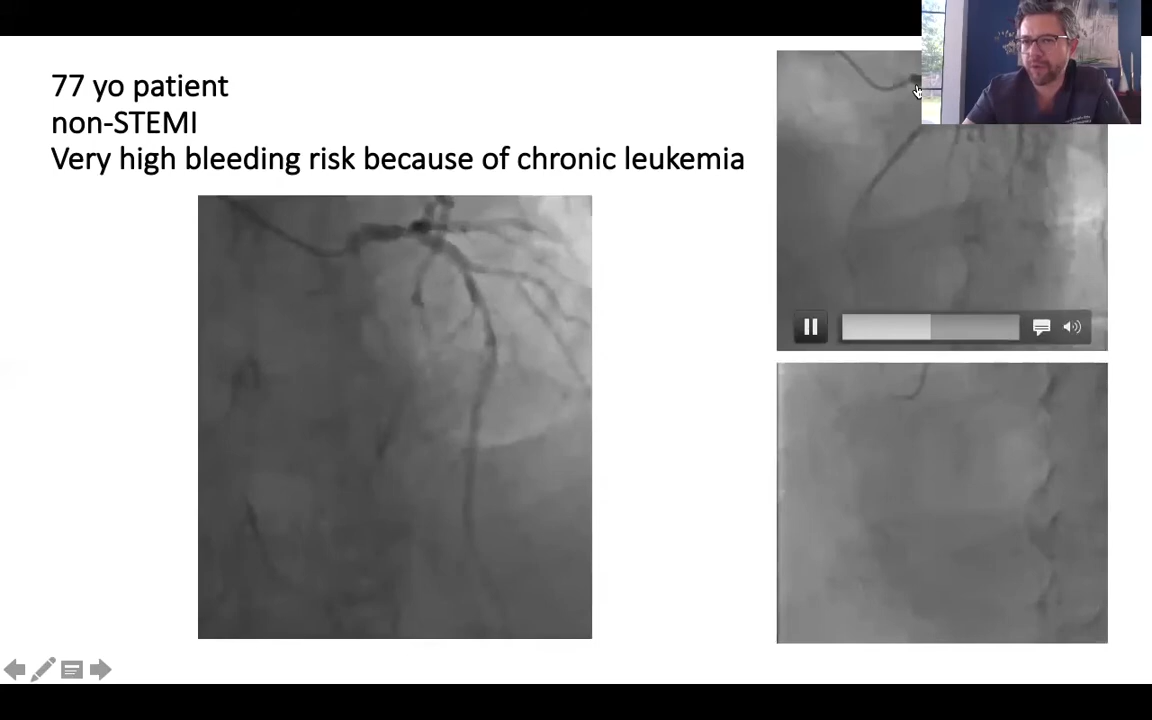 77 yo patient
non-STEMI
Very high bleeding risk because of chronic leukemia